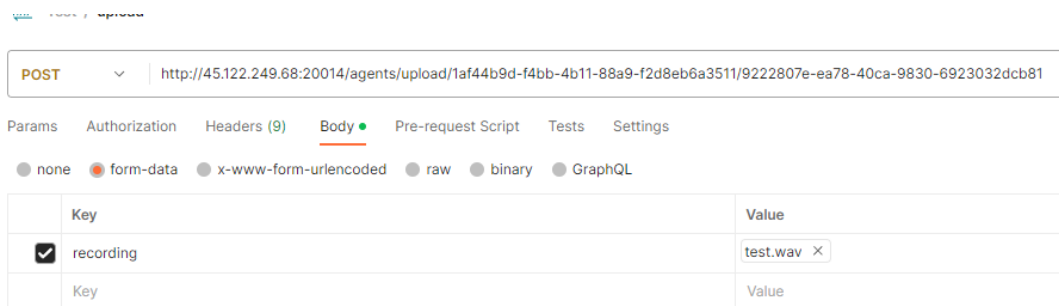 / upload
POST http://45.122.249.68:20014/agents/upload/1af44b9d-f4bb-4b11-88a9-f2d8eb6a3511/9222807e-ea78-40ca-9830-6923032dcb81
Params Authorization Headers (9) Body Pre-request Script Tests Settings
none form-data x-www-form-urlencoded raw binary GraphQL
Key Value
recording test.wav ×
Key Value